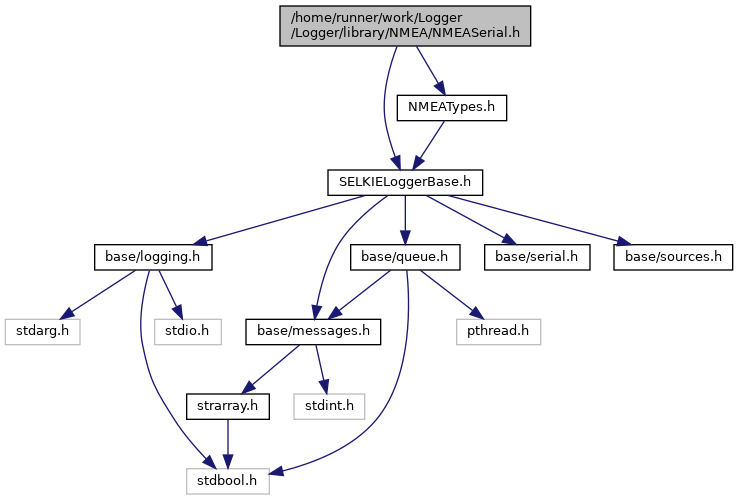 /home/runner/work/Logger
/Logger/library/NMEA/NMEASerial.h
NMEATypes.h
SELKIELoggerBase.h
base/logging.h
base/queue.h
base/serial.h
base/sources.h
stdarg.h
stdio.h
base/messages.h
pthread.h
strarray.h
stdint.h
stdbool.h